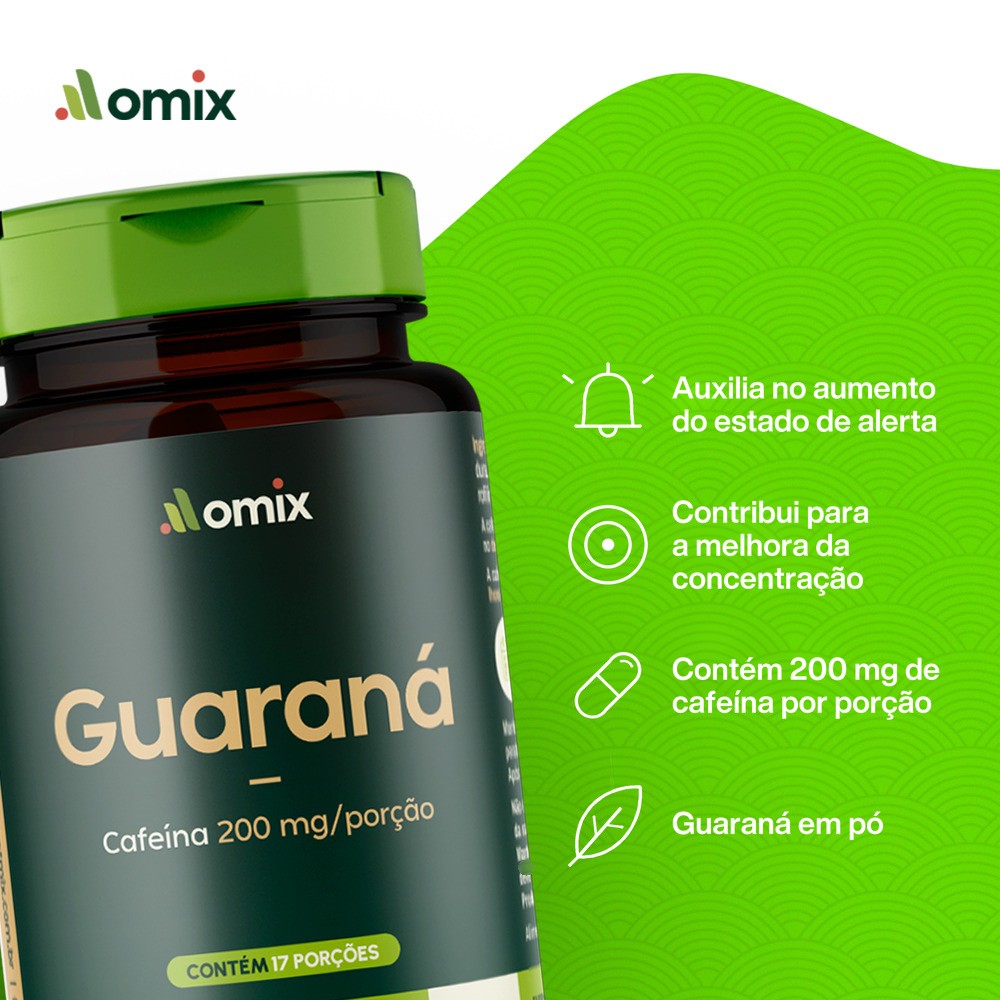 omix
Auxilia no aumento
do estado de alerta
Contribui para
a melhora da
concentração
Contém 200 mg de
cafeína por porção
Guaraná em pó
omix
Guaraná
Cafeína 200 mg/porção
CONTÉM 17 PORÇÕES